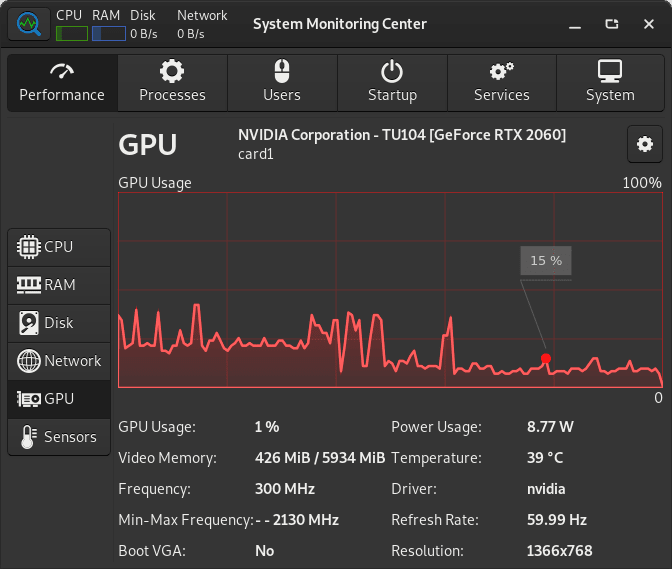 CPU RAM Disk Network System Monitoring Center
0 B/s 0 B/s
Performance Processes Users Startup Services System
GPU NVIDIA Corporation - TU104 [GeForce RTX 2060]
card1
GPU Usage 100%
15 %
CPU
RAM
Disk
Network
GPU
Sensors
0
GPU Usage: 1 % Power Usage: 8.77 W
Video Memory: 426 MiB / 5934 MiB Temperature: 39 °C
Frequency: 300 MHz Driver: nvidia
Min-Max Frequency: - - 2130 MHz Refresh Rate: 59.99 Hz
Boot VGA: No Resolution: 1366x768